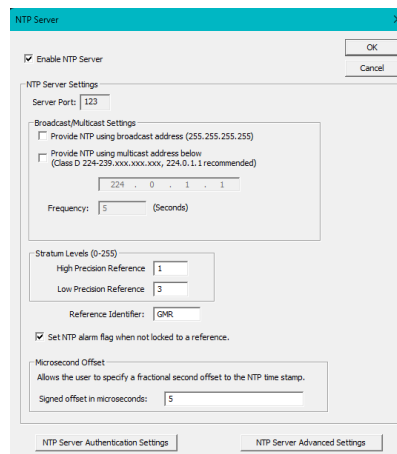 NTP Server
OK
Enable NTP Server
Cancel
NTP Server Settings
Server Port: 123
Broadcast/Multicast Settings
Provide NTP using broadcast address (255.255.255.255)
Provide NTP using multicast address below
(Class D 224-239.xxx.xxx.xxx, 224.0.1.1 recommended)
224 . 0 . 1 . 1
Frequency: 5 (Seconds)
Stratum Levels (0-255)
High Precision Reference 1
Low Precision Reference 3
Reference Identifier: GMR
Set NTP alarm flag when not locked to a reference.
Microsecond Offset
Allows the user to specify a fractional second offset to the NTP time stamp.
Signed offset in microseconds: 5
NTP Server Authentication Settings
NTP Server Advanced Settings